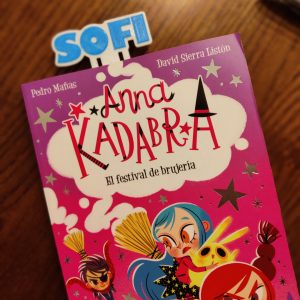 SOFI
Pedro Mañas
David Sierra Listón
Anna
KADABRA
El festival de brujería